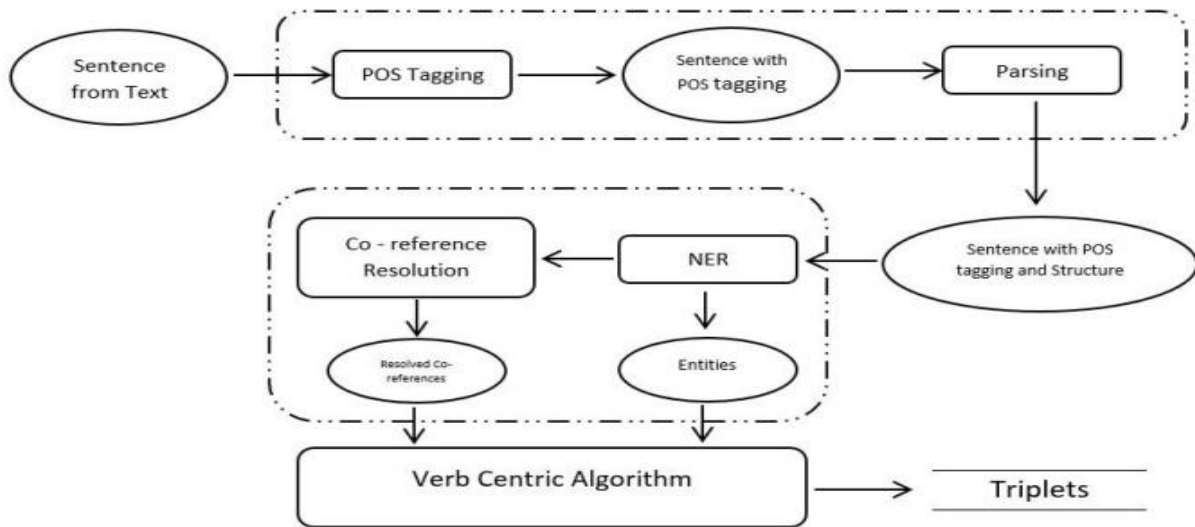 Sentence
from Text
POS Tagging
Sentence with
POS tagging
Parsing
Sentence with POS
tagging and Structure
NER
Co - reference
Resolution
Resolved Co-
references
Entities
Verb Centric Algorithm
Triplets